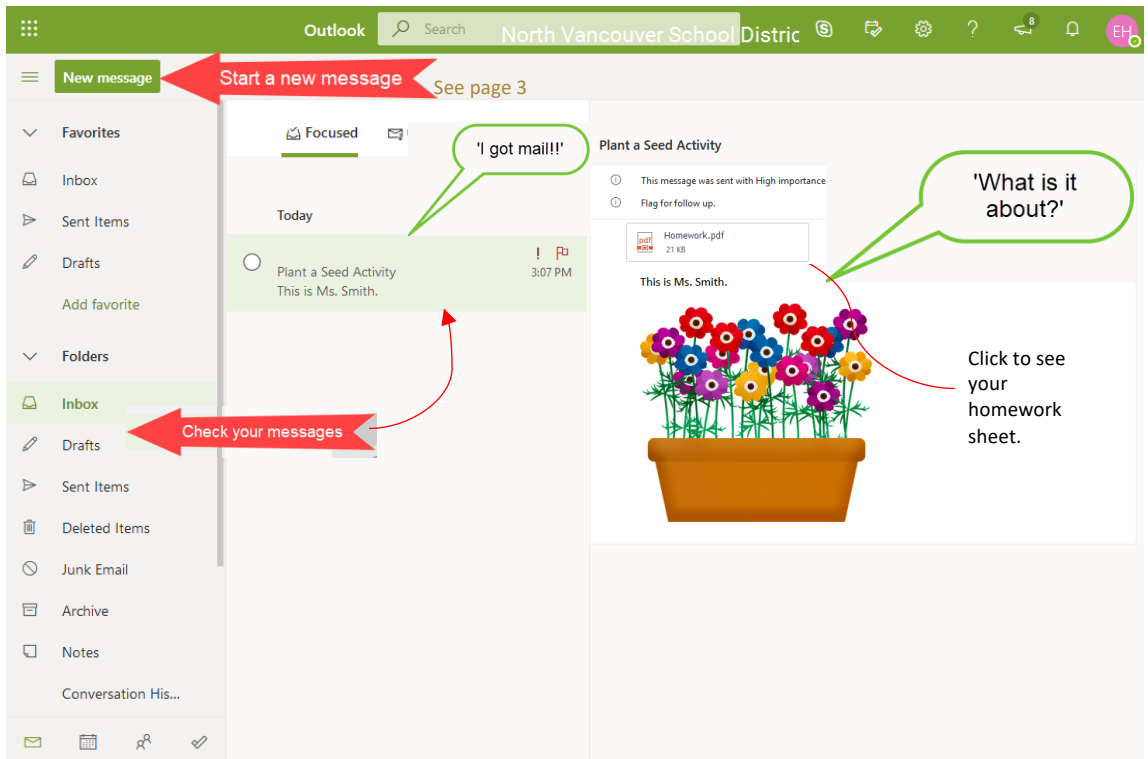 Outlook Search North Vancouver School Distric 8 EH
New message Start a new message See page 3
Favorites
Inbox
Sent Items
Drafts
Add favorite
Folders
Inbox
Drafts
Sent Items
Deleted Items
Junk Email
Archive
Notes
Conversation His...
Check your messages
Focused
'I got mail!!'
Today
! 
Plant a Seed Activity 3:07 PM
This is Ms. Smith.
Plant a Seed Activity
This message was sent with High importance
Flag for follow up.
pdf Homework.pdf
21 KB
This is Ms. Smith.
'What is it
about?'
Click to see
your
homework
sheet.